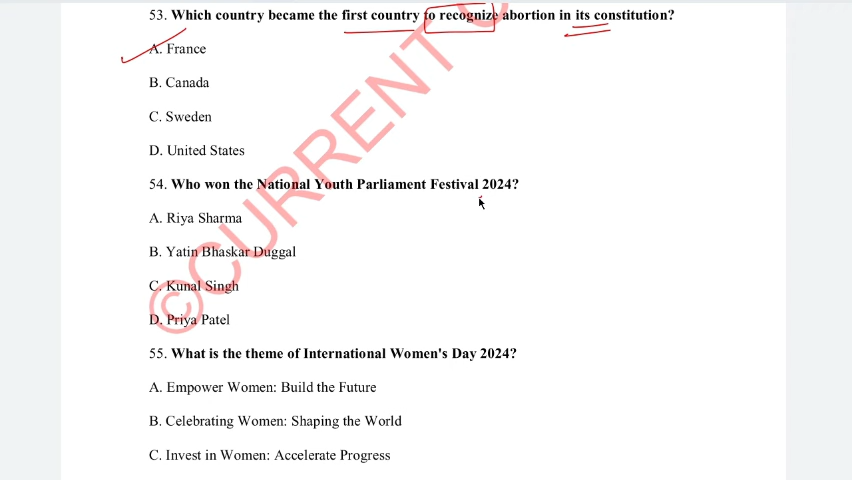 53. Which country became the first country to recognize abortion in its constitution?
A. France
B. Canada
C. Sweden
D. United States
54. Who won the National Youth Parliament Festival 2024?
A. Riya Sharma
B. Yatin Bhaskar Duggal
C. Kunal Singh
D. Priya Patel
55. What is the theme of International Women's Day 2024?
A. Empower Women: Build the Future
B. Celebrating Women: Shaping the World
C. Invest in Women: Accelerate Progress
©CURRENT